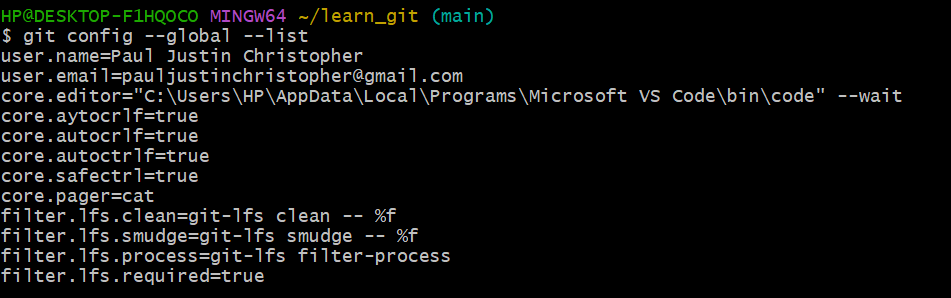 HP@DESKTOP-F1HQOCO MINGW64 ~/learn_git (main)
$ git config --global --list
user.name=Paul Justin Christopher
user.email=pauljustinchristopher@gmail.com
core.editor="C:\Users\HP\AppData\Local\Programs\Microsoft VS Code\bin\code" --wait
core.aytocrlf=true
core.autocrlf=true
core.autoctrlf=true
core.safectrl=true
core.pager=cat
filter.lfs.clean=git-lfs clean -- %f
filter.lfs.smudge=git-lfs smudge -- %f
filter.lfs.process=git-lfs filter-process
filter.lfs.required=true